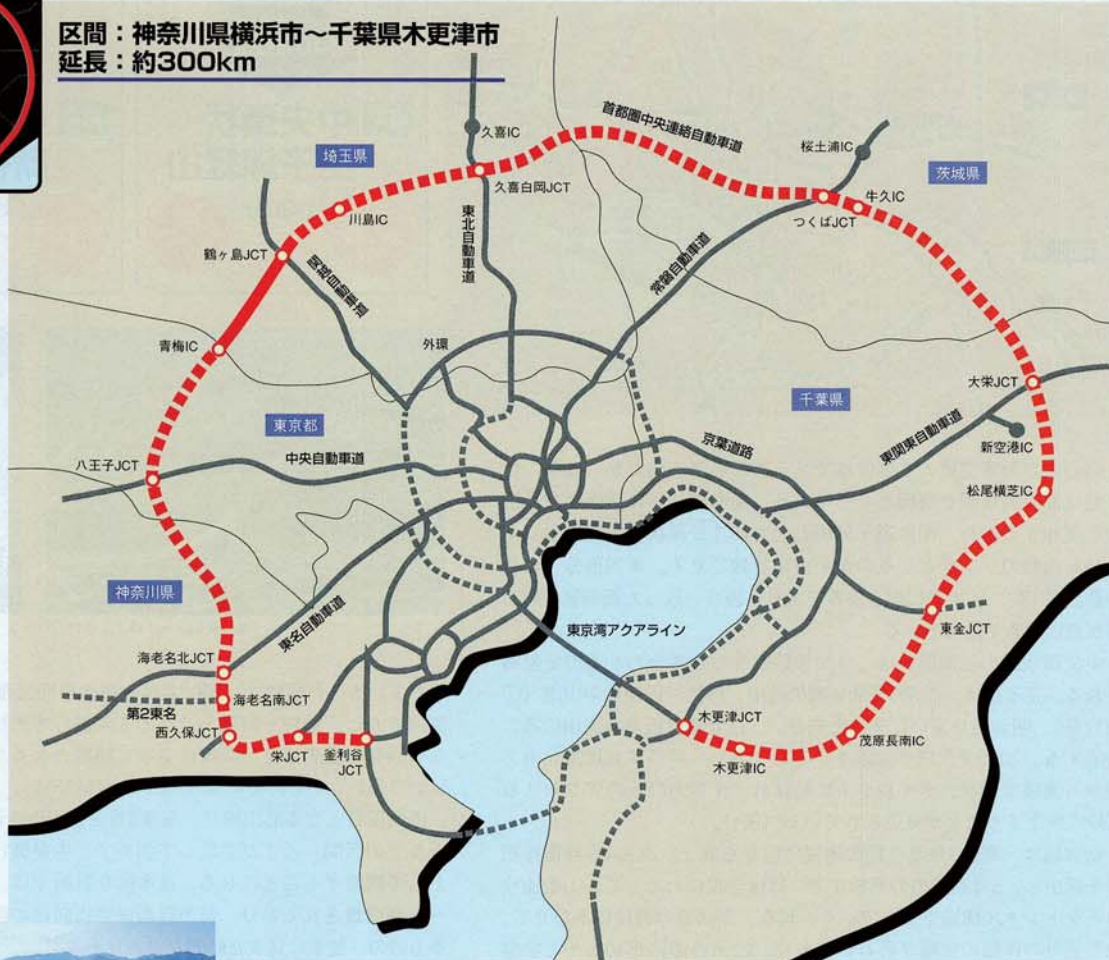 区間：神奈川県横浜市～千葉県木更津市
延長：約300km
首都圏中央連絡自動車道
久喜IC
桜土浦IC
埼玉県
茨城県
久喜白岡JCT
牛久IC
つくばJCT
川島IC
東北自動車道
鶴ヶ島JCT
関越自動車道
常磐自動車道
青梅IC
外環
大栄JCT
千葉県
東京都
京葉道路
東関東自動車道
新空港IC
中央自動車道
八王子JCT
松尾横芝IC
神奈川県
東名自動車道
東京湾アクアライン
東金JCT
海老名北JCT
海老名南JCT
第2東名
西久保JCT
木更津JCT
茂原長南IC
栄JCT
釜利谷
JCT
木更津IC